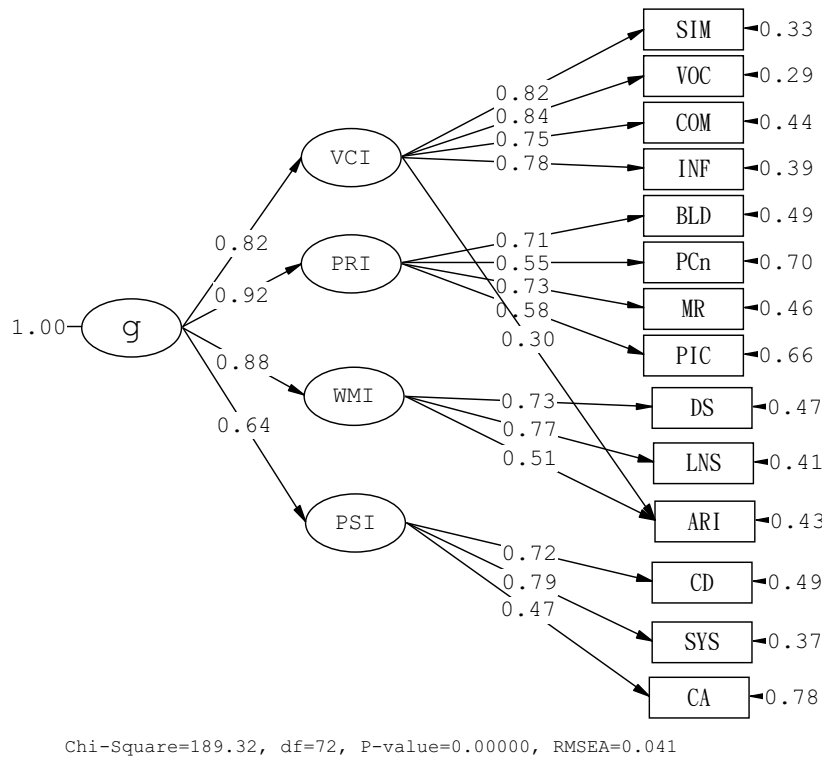 SIM 0.33
VOC 0.29
0.82
0.84
COM 0.44
0.75
VCI
0.78
INF 0.39
BLD 0.49
0.82
0.71
PRI
0.55
PCn 0.70
0.73
0.92
0.58
MR 0.46
1.00
g
0.30
PIC 0.66
0.88
WMI
0.73
DS 0.47
0.64
0.77
0.51
LNS 0.41
PSI
ARI 0.43
0.72
0.79
CD 0.49
0.47
SYS 0.37
CA 0.78
Chi-Square=189.32, df=72, P-value=0.00000, RMSEA=0.041